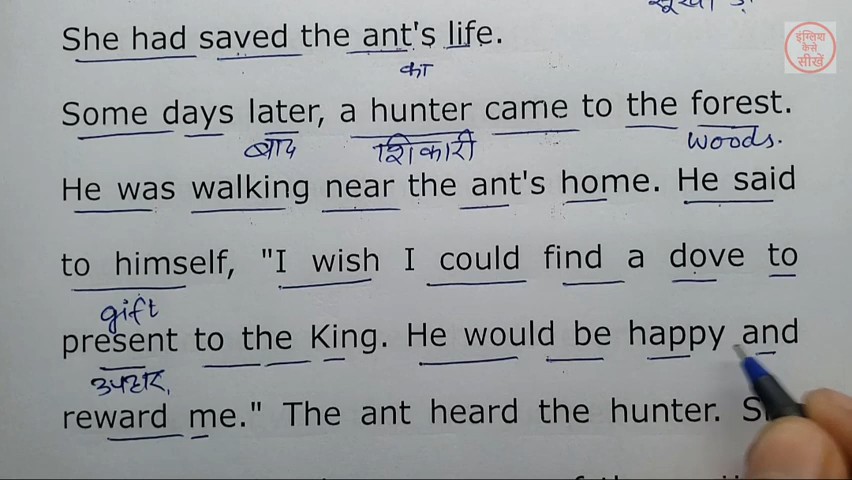 इंग्लिश
कैसे
सीखें
She had saved the ant's life.
का
Some days later, a hunter came to the forest.
बाद शिकारी woods.
He was walking near the ant's home. He said
to himself, "I wish I could find a dove to
gift
present to the King. He would be happy and
उपहार,
reward me." The ant heard the hunter.